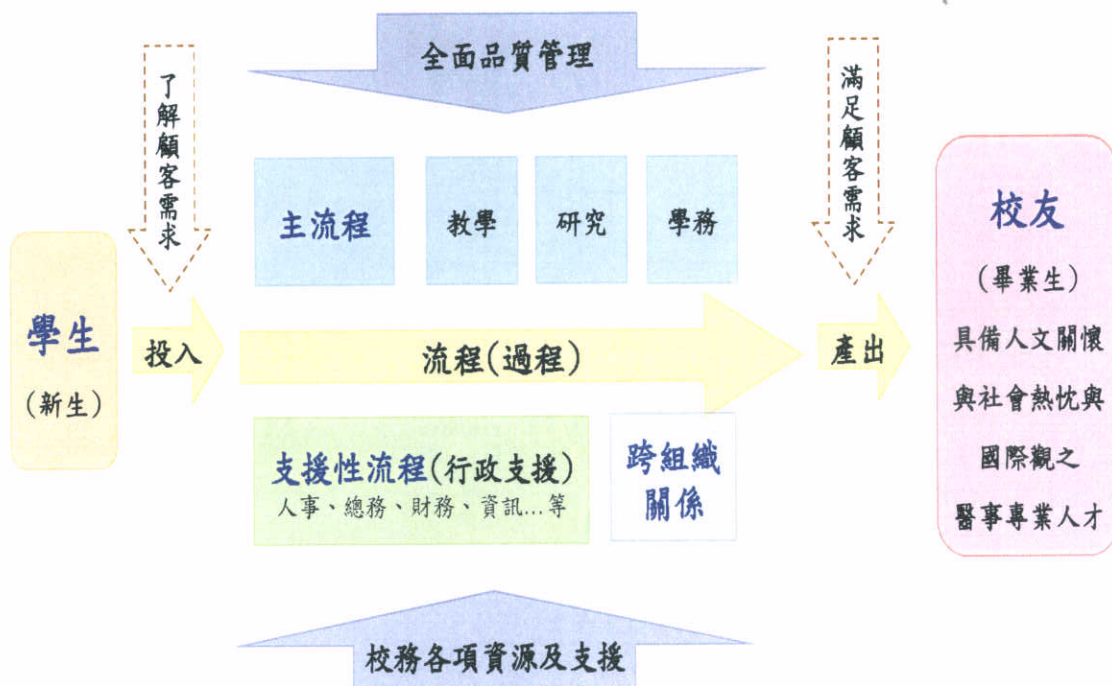 全面品質管理
了解顧客需求
滿足顧客需求
主流程
教學
研究
學務
學生
(新生)
投入
流程(過程)
產出
校友
(畢業生)
具備人文關懷
與社會熱忱與
國際觀之
醫事專業人才
支援性流程(行政支援)
人事、總務、財務、資訊...等
跨組織
關係
校務各項資源及支援